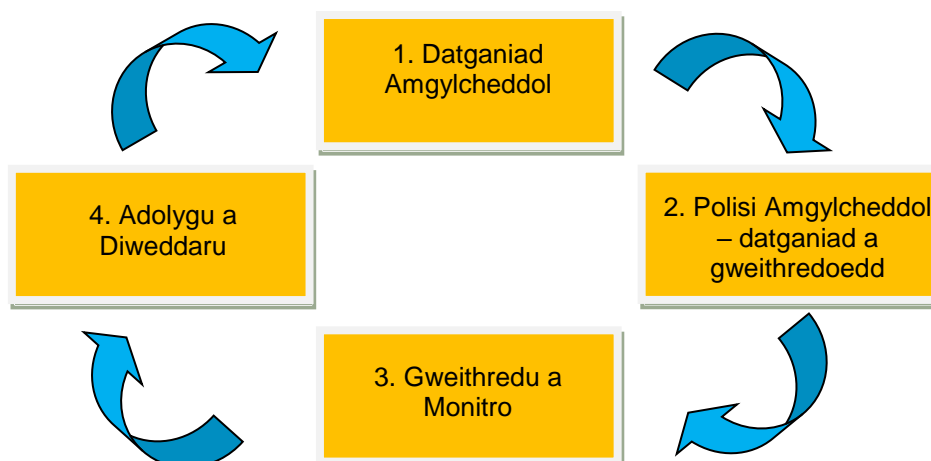 1. Datganiad
Amgylcheddol
2. Polisi Amgylcheddol
– datganiad a
gweithredoedd
3. Gweithredu a
Monitro
4. Adolygu a
Diweddaru